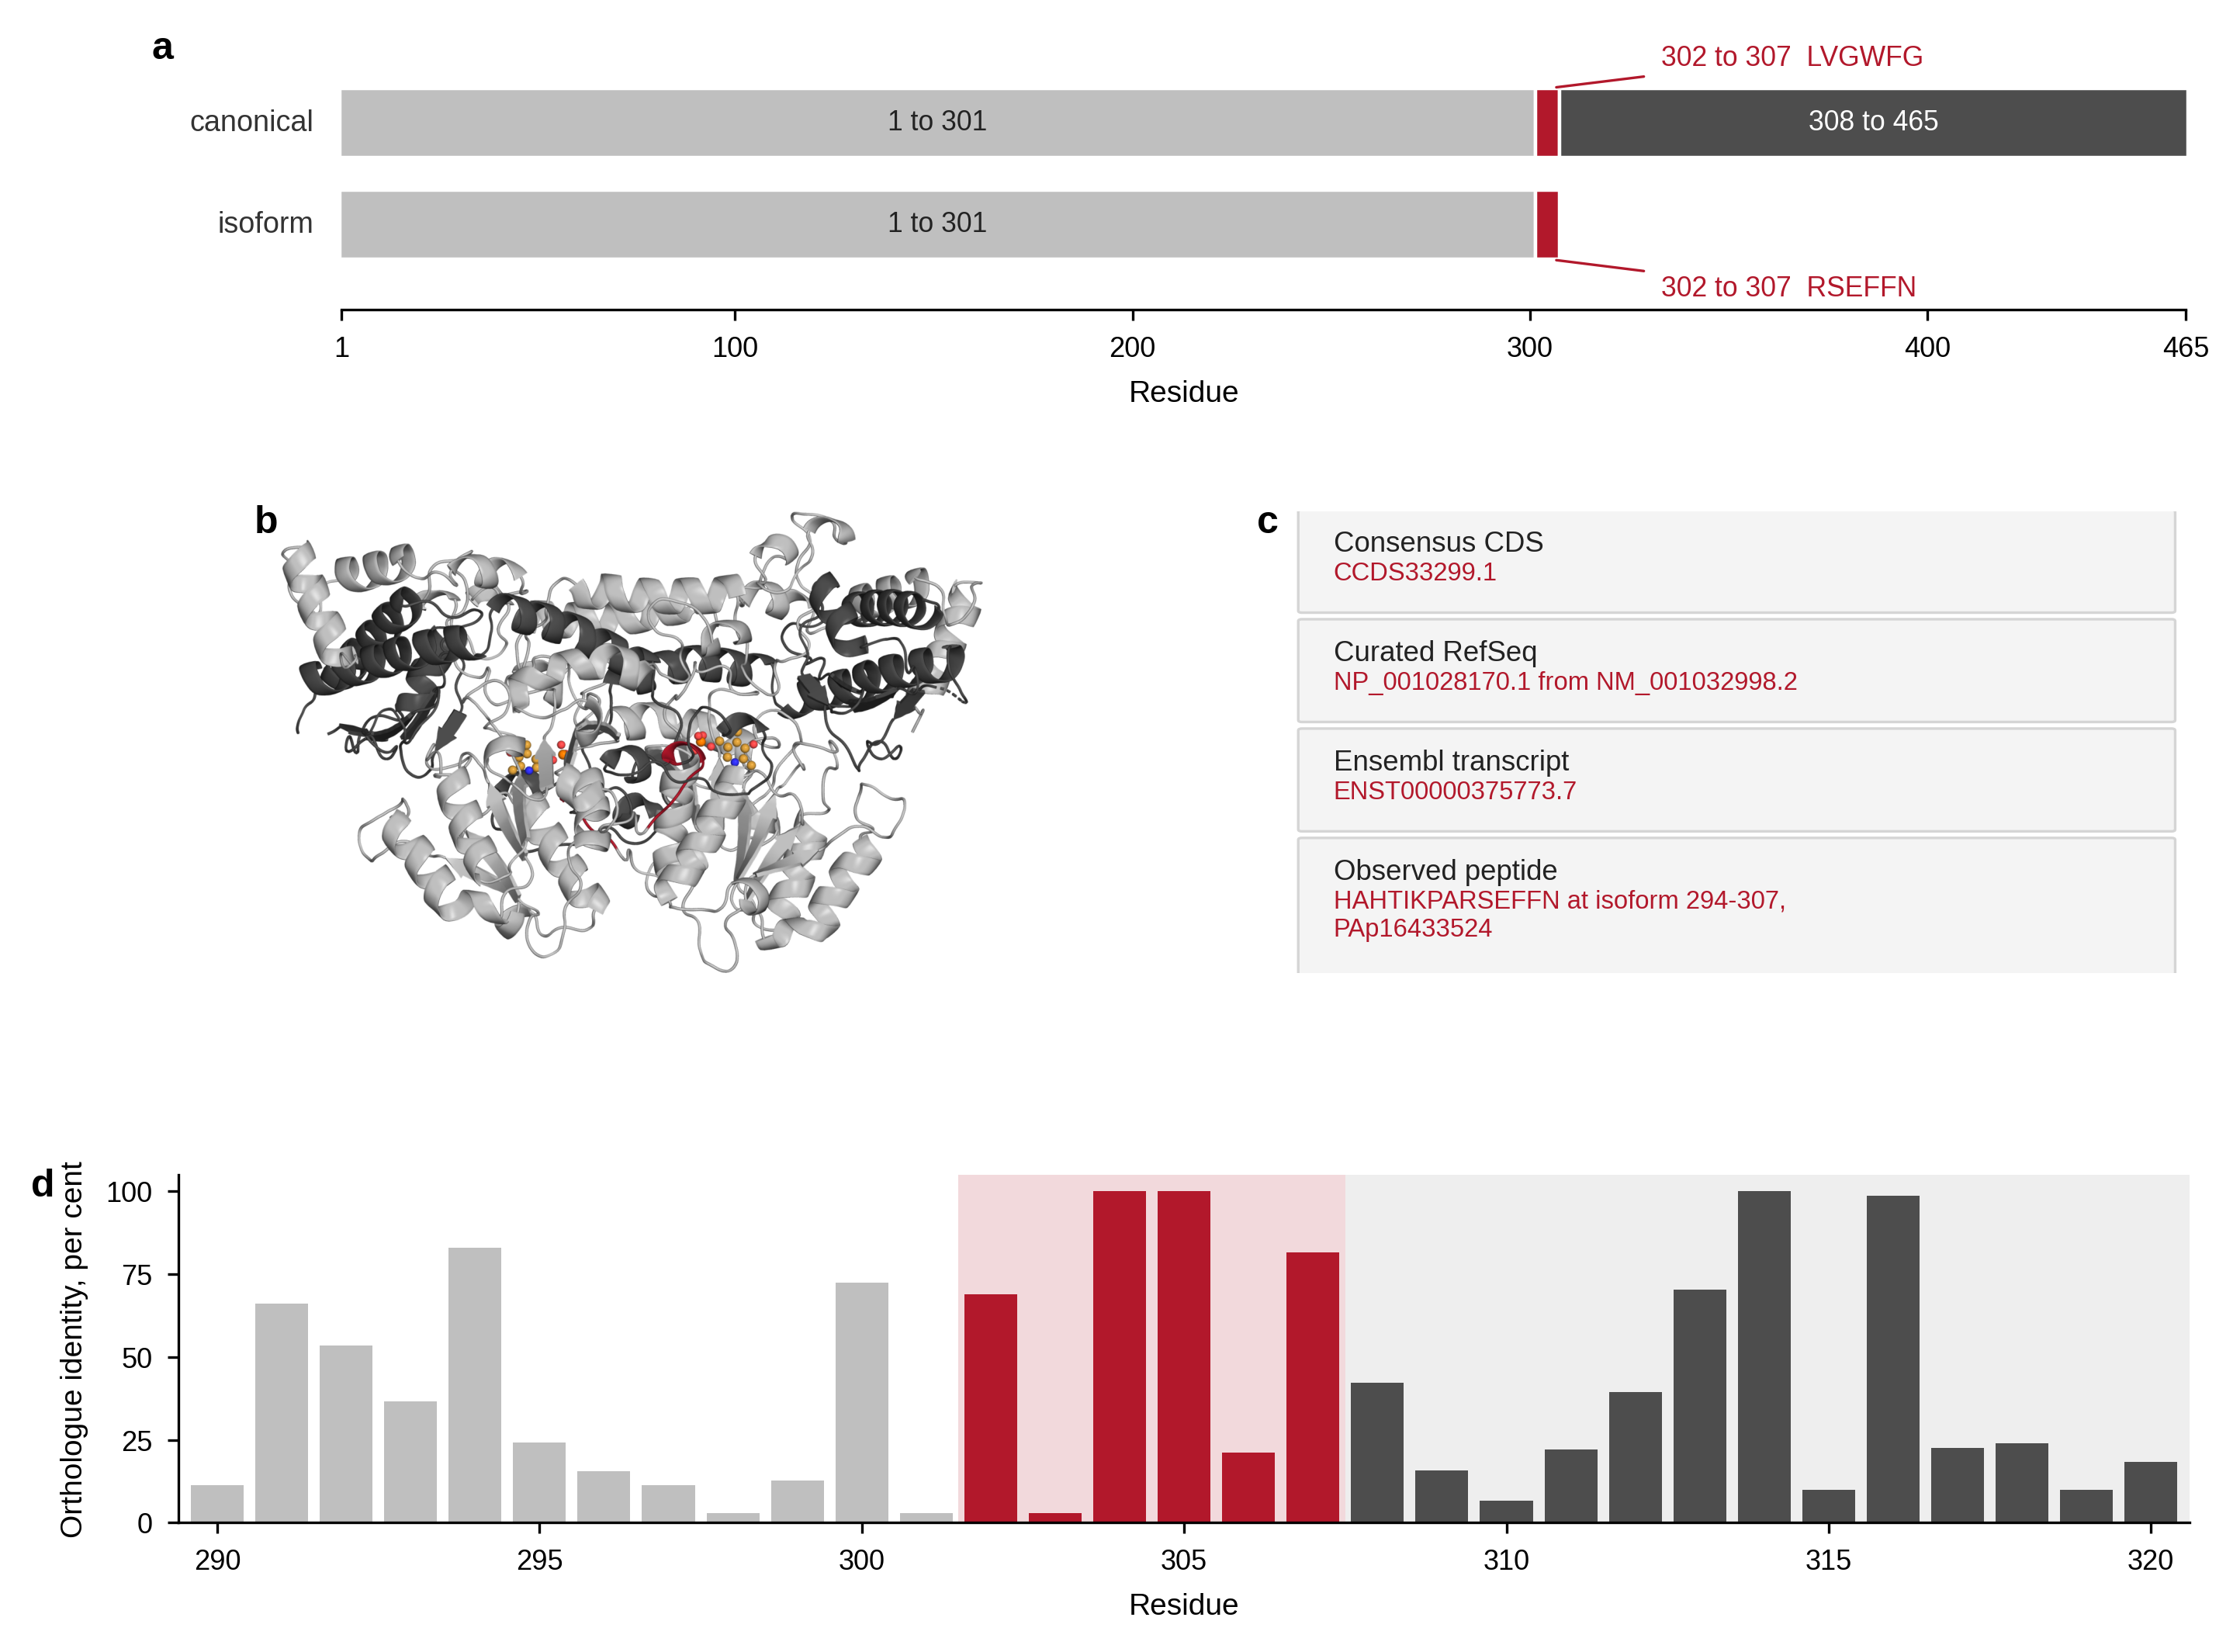 a
302 to 307  LVGWFG
canonical
1 to 301
308 to 465
isoform
1 to 301
302 to 307  RSEFFN
1
100
200
300
400
465
Residue
b
c
Consensus CDS
CCDS33299.1
Curated RefSeq
NP_001028170.1 from NM_001032998.2
Ensembl transcript
ENST00000375773.7
Observed peptide
HAHTIKPARSEFFN at isoform 294-307,
PAp16433524
d
Orthologue identity, per cent
100
75
50
25
0
290
295
300
305
310
315
320
Residue